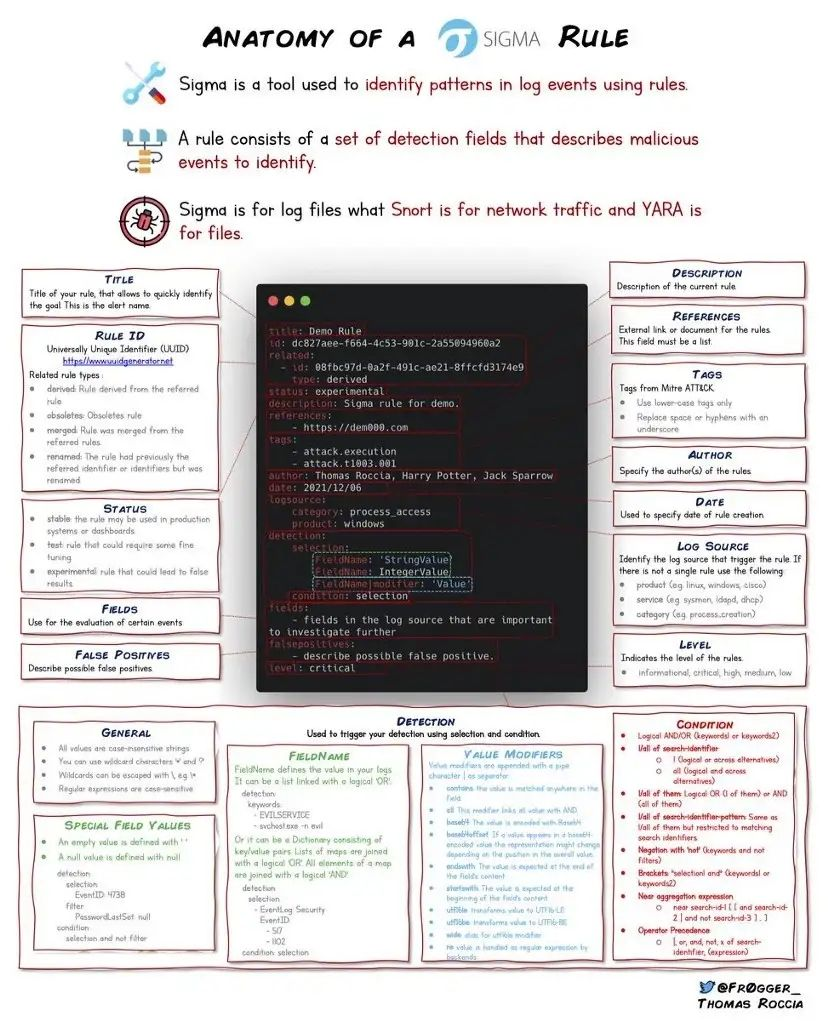 ANATOMY OF A SIGMA RULE
Sigma is a tool used to identify patterns in log events using rules.
A rule consists of a set of detection fields that describes malicious
events to identify.
Sigma is for log files what Snort is for network traffic and YARA is
for files.
TITLE
Title of your rule, that allows to quickly identify
the goal This is the alert name.
RULE ID
Universally Unique Identifier (UUID)
https://www.uuidgenerator.net
Related rule types :
• derived: Rule derived from the referred
rule
• obsoletes: Obsoletes rule
• merged: Rule was merged from the
referred rules.
• renamed: The rule had previously the
referred identifier or identifiers but was
renamed
STATUS
• stable: the rule may be used in production
systems or dashboards
• test: rule that could require some fine
tuning
• experimental: rule that could lead to false
results
FIELDS
Use for the evaluation of certain events
FALSE POSITIVES
Describe possible false positives.
title: Demo Rule
id: dc827aee-f664-4c53-901c-2a55094960a2
related:
- id: 08fbc97d-0a2f-491c-ae21-8ffcfd3174e9
type: derived
status: experimental
description: Sigma rule for demo.
references:
- https://dem000.com
tags:
- attack.execution
- attack.t1003.001
author: Thomas Roccia, Harry Potter, Jack Sparrow
date: 2021/12/06
logsource:
category: process_access
product: windows
detection:
selection:
FieldName: 'StringValue'
FieldName: IntegerValue
FieldName|modifier: 'Value'
condition: selection
fields:
- fields in the log source that are important
to investigate further
falsepositives:
- describe possible false positive.
level: critical
DESCRIPTION
Description of the current rule.
REFERENCES
External link or document for the rules.
This field must be a list.
TAGS
Tags from Mitre ATT&CK
• Use lower-case tags only
• Replace space or hyphens with an
underscore
AUTHOR
Specify the author(s) of the rules.
DATE
Used to specify date of rule creation.
LOG SOURCE
Identify the log source that trigger the rule. If
there is not a single rule use the following
• product (e.g. linux, windows, cisco)
• service (e.g. sysmon, ldapd, dhcp)
• category (e.g. process_creation)
LEVEL
Indicates the level of the rules.
• informational, critical, high, medium, low
DETECTION
Used to trigger your detection using selection and condition.
GENERAL
• All values are case-insensitive strings
• You can use wildcard characters '*' and '?'
• Wildcards can be escaped with \, e.g. \*
• Regular expressions are case-sensitive
SPECIAL FIELD VALUES
• An empty value is defined with ' '
• A null value is defined with null
detection:
selection:
EventID: 4738
filter
PasswordLastSet: null
condition:
selection and not filter
FIELDNAME
FieldName defines the value in your logs
It can be a list linked with a logical 'OR'.
detection:
keywords:
- EVILSERVICE
- svchost.exe -n evil
Or it can be a Dictionary consisting of
key/value pairs Lists of maps are joined
with a logical 'OR'. All elements of a map
are joined with a logical 'AND'.
detection
selection
- EventLog: Security
EventID:
- 517
- 1102
condition: selection
VALUE MODIFIERS
Value modifiers are appended with a pipe
character | as separator
• contains the value is matched anywhere in the
field.
• all This modifier links all value with AND.
• base64 The value is encoded with Base64
• base64offset If a value appears in a base64-
encoded value the representation might change
depending on the position in the overall value.
• endswith The value is expected at the end of
the field's content
• startswith The value is expected at the
beginning of the field's content
• utf16le transforms value to UTF16-LE
• utf16be transforms value to UTF16-BE
• wide alias for utf16le modifier
• re value is handled as regular expression by
backends
CONDITION
• Logical AND/OR (keywords1 or keywords2)
• 1/all of search-identifier
○ 1 (logical or across alternatives)
○ all (logical and across
alternatives)
• 1/all of them: Logical OR (1 of them) or AND
(all of them)
• 1/all of search-identifier-pattern: Same as
1/all of them but restricted to matching
search identifiers
• Negation with 'not' (keywords and not
filters)
• Brackets: "selection1 and" (keywords1 or
keywords2)
• Near aggregation expression
○ near search-id-1 [ [ and search-id-
2 | and not search-id-3 ] . ]
• Operator Precedence
○ |, or, and, not, x of search-
identifier, (expression)
@FR0GGER_
THOMAS ROCCIA